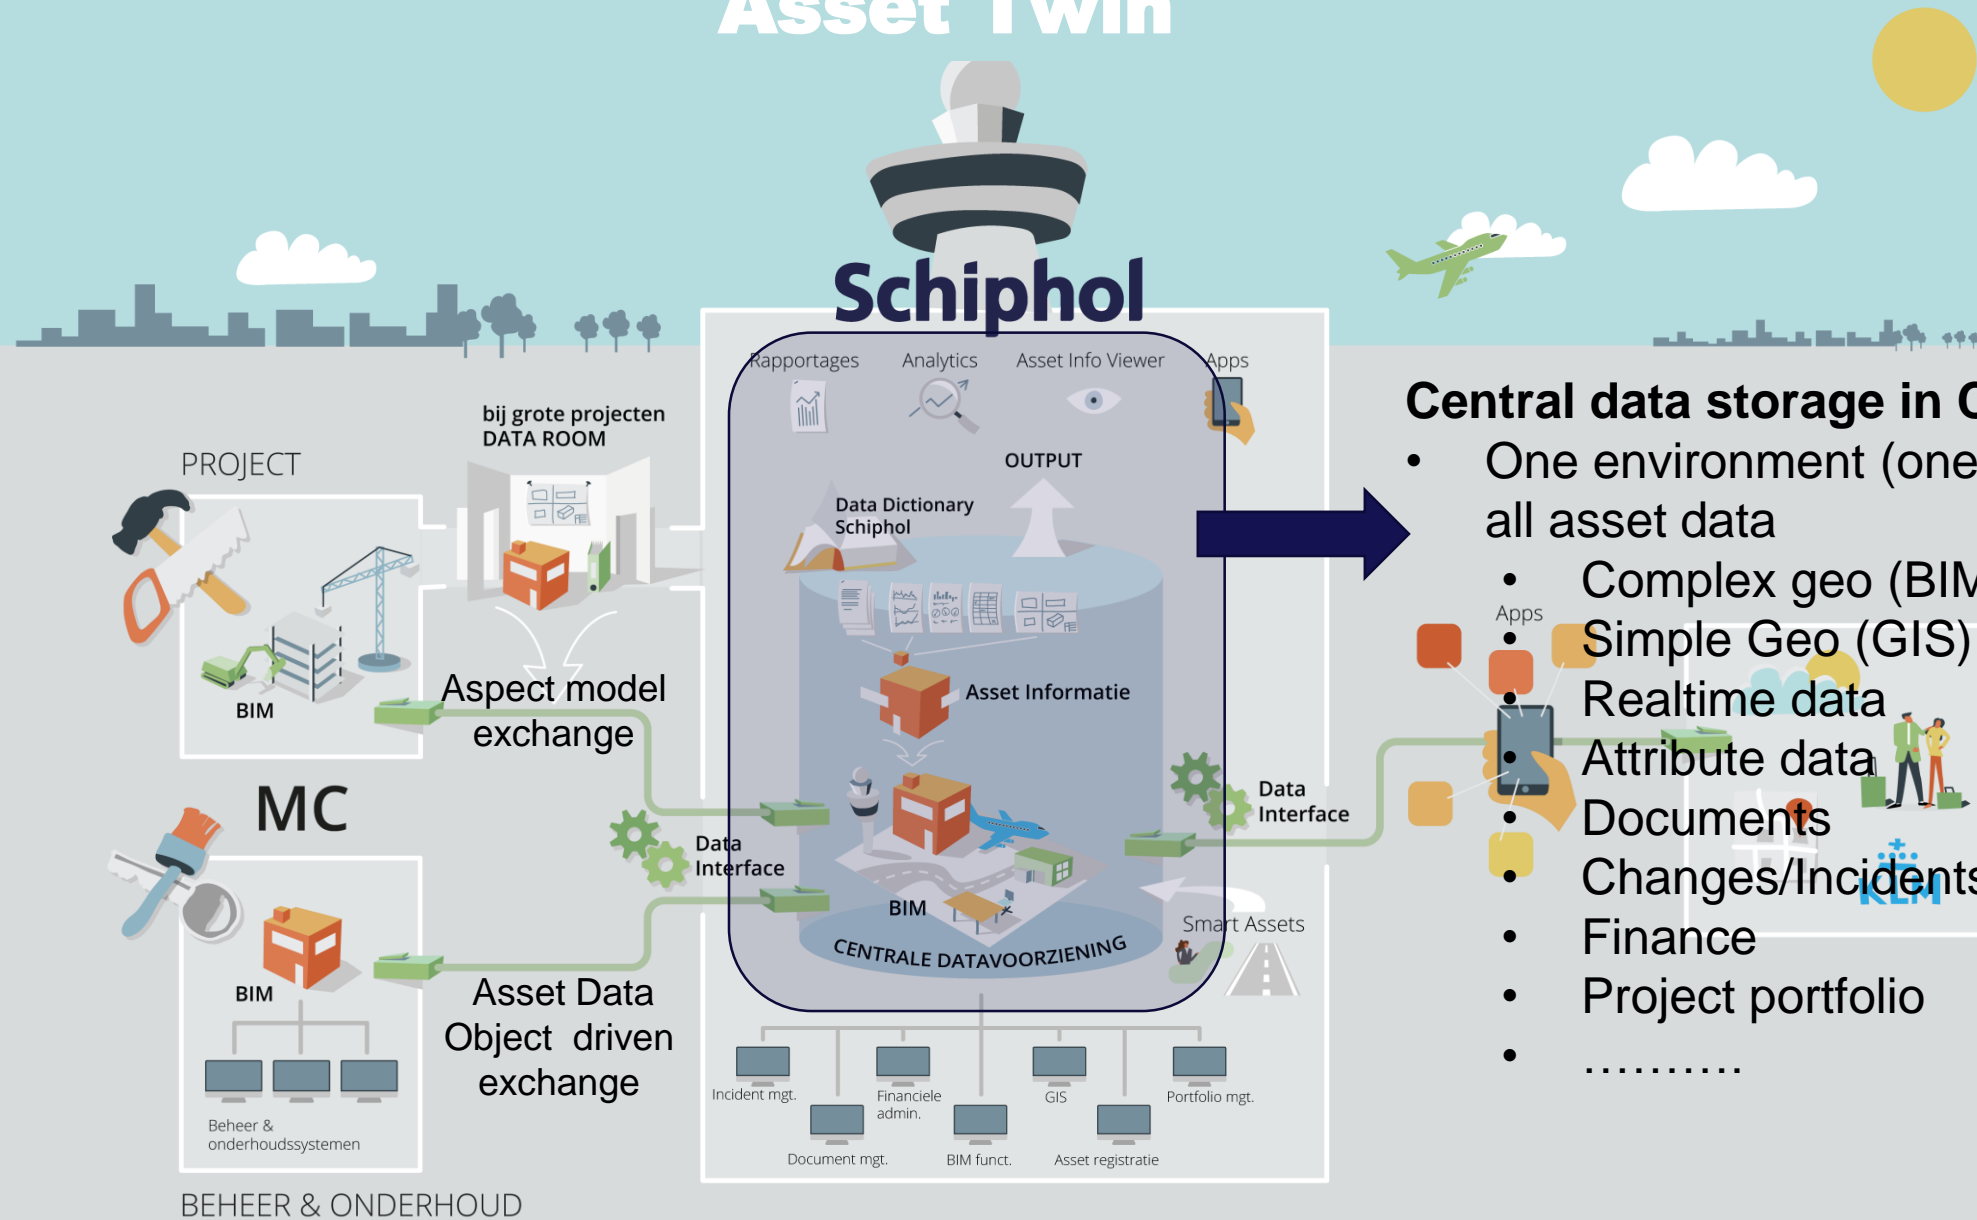 Asset Twin
Schiphol
Rapportages
Analytics
Asset Info Viewer
Apps
bij grote projecten
DATA ROOM
PROJECT
OUTPUT
Data Dictionary
Schiphol
BIM
Aspect model
exchange
Asset Informatie
MC
Data
Interface
Data
Interface
BIM
CENTRALE DATAVOORZIENING
Smart Assets
BIM
Asset Data
Object driven
exchange
Beheer &
onderhoudssystemen
BEHEER & ONDERHOUD
Incident mgt.
Financiele
admin.
GIS
Portfolio mgt.
Document mgt.
BIM funct.
Asset registratie
Central data storage in
• One environment (one
all asset data
• Complex geo (BIM
Apps
• Simple Geo (GIS)
• Realtime data
• Attribute data
• Documents
• Changes/Incidents
KLM
• Finance
• Project portfolio
• ……….